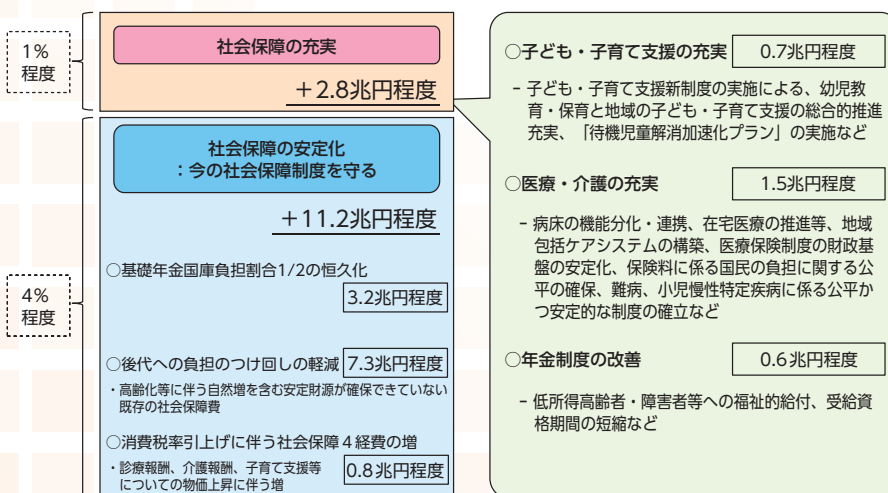 1%
程度
社会保障の充実
＋2.8兆円程度
社会保障の安定化
：今の社会保障制度を守る
＋11.2兆円程度
4%
程度
○基礎年金国庫負担割合1/2の恒久化
3.2兆円程度
○後代への負担のつけ回しの軽減 7.3兆円程度
・高齢化等に伴う自然増を含む安定財源が確保できていない
既存の社会保障費
○消費税率引上げに伴う社会保障４経費の増
・診療報酬、介護報酬、子育て支援等
についての物価上昇に伴う増
0.8兆円程度
○子ども・子育て支援の充実 0.7兆円程度
− 子ども・子育て支援新制度の実施による、幼児教
育・保育と地域の子ども・子育て支援の総合的推進
充実、「待機児童解消加速化プラン」の実施など
○医療・介護の充実 1.5兆円程度
− 病床の機能分化・連携、在宅医療の推進等、地域
包括ケアシステムの構築、医療保険制度の財政基
盤の安定化、保険料に係る国民の負担に関する公
平の確保、難病、小児慢性特定疾病に係る公平か
つ安定的な制度の確立など
○年金制度の改善 0.6兆円程度
− 低所得高齢者・障害者等への福祉的給付、受給資
格期間の短縮など